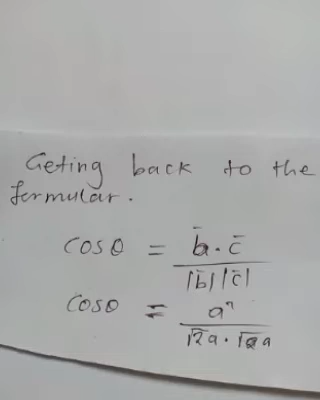 Geting back to the
formular.
cosθ = b̄ · c̄
|b̄| |c̄|
cosθ = a²
√2a · √2a